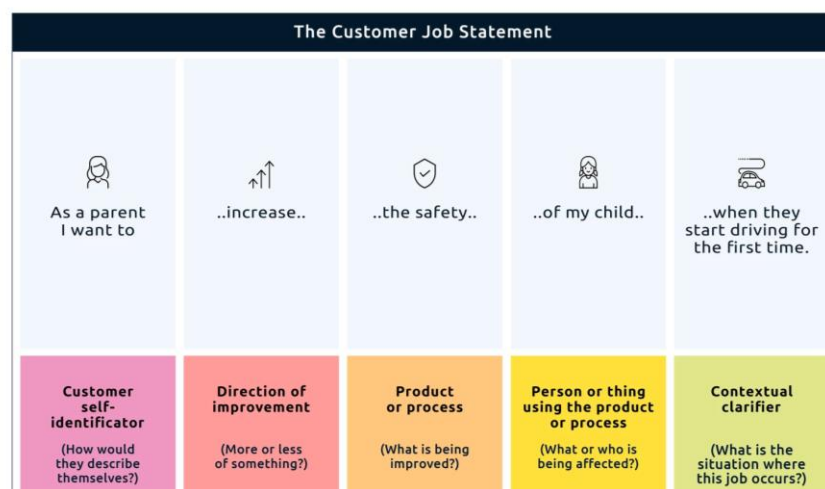 The Customer Job Statement
As a parent
I want to
..increase..
..the safety..
..of my child..
..when they
start driving for
the first time.
Customer
self-
identificator
(How would
they describe
themselves?)
Direction of
improvement
(More or less
of something?)
Product
or process
(What is being
improved?)
Person or thing
using the product
or process
(What or who is
being affected?)
Contextual
clarifier
(What is the
situation where
this job occurs?)